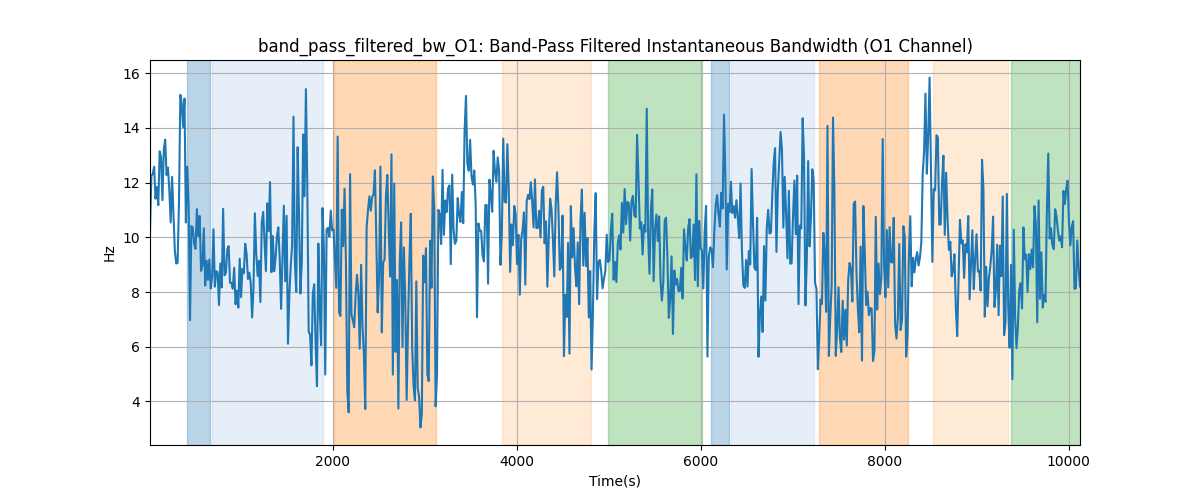 band_pass_filtered_bw_O1: Band-Pass Filtered Instantaneous Bandwidth (O1 Channel)
16
14
12
10
8
6
4
Hz
2000 4000 6000 8000 10000
Time(s)